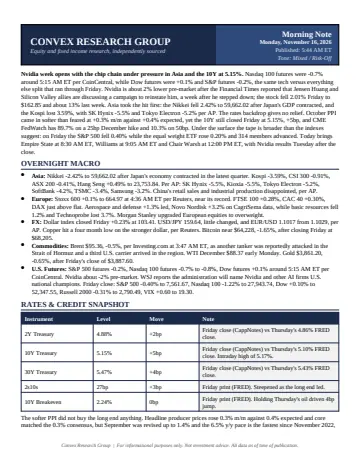 CONVEX RESEARCH GROUP
Equity and fixed income research, independently sourced
Morning Note
Monday, November 16, 2026
Published: 5:44 AM ET
Tone: Mixed / Risk-Off
Nvidia week opens with the chip chain under pressure in Asia and the 10Y at 5.15%. Nasdaq 100 futures were -0.7%
around 5:15 AM ET per CoinDesk, while Dow futures were +0.1% and S&P futures -0.2%, the same tech versus everything
else split that ran through Friday. Nvidia is about 2% lower pre-market after the Financial Times reported that Jensen Huang and
Silicon Valley allies are discussing a campaign to reinstate him, a week after he stepped down; the stock fell 2.01% Friday to
$162.85 and about 13% last week. Asia took the hit first: the Nikkei fell 2.42% to 59,662.02 after Japan's GDP contracted, and
the Kospi lost 3.59%, with SK Hynix -5.5% and Tokyo Electron -5.2% per AP. The rates backdrop gives no relief. October PPI
came in softer than feared at +0.3% m/m against +0.4% expected, yet the 10Y still closed Friday at 5.15%, +5bp, and CME
FedWatch has 89.7% on a 25bp December hike and 10.3% on 50bp. Under the surface the tape is broader than the indexes
suggest: on Friday the S&P 500 fell 0.40% while the equal weight ETF rose 0.20% and 314 members advanced. Today brings
Empire State at 8:30 AM ET, Williams at 9:05 AM ET and Chair Warsh at 12:00 PM ET, with Nvidia results Tuesday after the
close.
OVERNIGHT MACRO
• Asia: Nikkei -2.42% to 59,662.02 after Japan's economy contracted in the latest quarter. Kospi -3.59%, CSI 300 -0.91%,
ASX 200 -0.41%, Hang Seng +0.49% to 23,715.84. Per AP: SK Hynix -5.5%, Kioxia -5.5%, Tokyo Electron -5.2%,
SoftBank -4.2%, TSMC -3.4%, Samsung -3.2%. China's retail sales and industrial production disappointed, per AP.
• Europe: Stoxx 600 +0.1% to 664.97 at 4:36 AM ET per Reuters, near its record. FTSE 100 +0.28%, CAC 40 +0.30%,
DAX just above flat. Aerospace and defense +1.3% led, Novo Nordisk +3.2% on CagriSema data, while basic resources fell
1.2% and Technoprobe lost 3.7%. Morgan Stanley upgraded European equities to overweight.
• FX: Dollar index closed Friday +0.23% at 103.41. USD/JPY 159.64, little changed, and EUR/USD 1.1017 from 1.1029, per AP.
Copper hit a four month low on the stronger dollar, per Reuters. Bitcoin near $64,228, -1.65%, after closing Friday at
$68,205.
• Commodities: Brent $95.36, -0.5%, per Investing.com at 3:47 AM ET, as another tanker was reportedly attacked in the
Strait of Hormuz and a third U.S. carrier arrived in the region. WTI December $88.37 early Monday. Gold $3,861.20,
-0.65%, after Friday's close of $3,887.60.
• U.S. Futures: S&P 500 futures -0.2%, Nasdaq 100 futures -0.7% to -0.8%, Dow futures +0.1% around 5:15 AM ET per
CoinDesk. Nvidia about -2% pre-market. WSJ reports the administration will name Nvidia and other AI firms U.S.
national champions. Friday close: S&P 500 -0.40% to 7,561.67, Nasdaq 100 -1.22% to 27,943.74, Dow +0.10% to
52,347.55, Russell 2000 -0.31% to 2,790.49, VIX +0.60 to 19.30.
RATES & CREDIT SNAPSHOT
Instrument Level Move Note
2Y Treasury 4.88% +2bp Friday close (CappNotes) vs Thursday's 4.86% FRED
close.
10Y Treasury 5.15% +5bp Friday close (CappNotes) vs Thursday's 5.10% FRED
close. Intraday high of 5.17%.
30Y Treasury 5.47% +4bp Friday close (CappNotes) vs Thursday's 5.43% FRED
close.
2s10s 27bp +3bp Friday print (FRED). Steepened as the long end led.
10Y Breakeven 2.24% 0bp Friday print (FRED). Holding Thursday's oil driven 4bp
jump.
The softer PPI did not buy the long end anything. Headline producer prices rose 0.3% m/m against 0.4% expected and core
matched the 0.3% consensus, but September was revised up to 1.4% and the 6.5% y/y pace is the fastest since November 2022,
Convex Research Group | For informational purposes only. Not investment advice. All data as of time of publication.